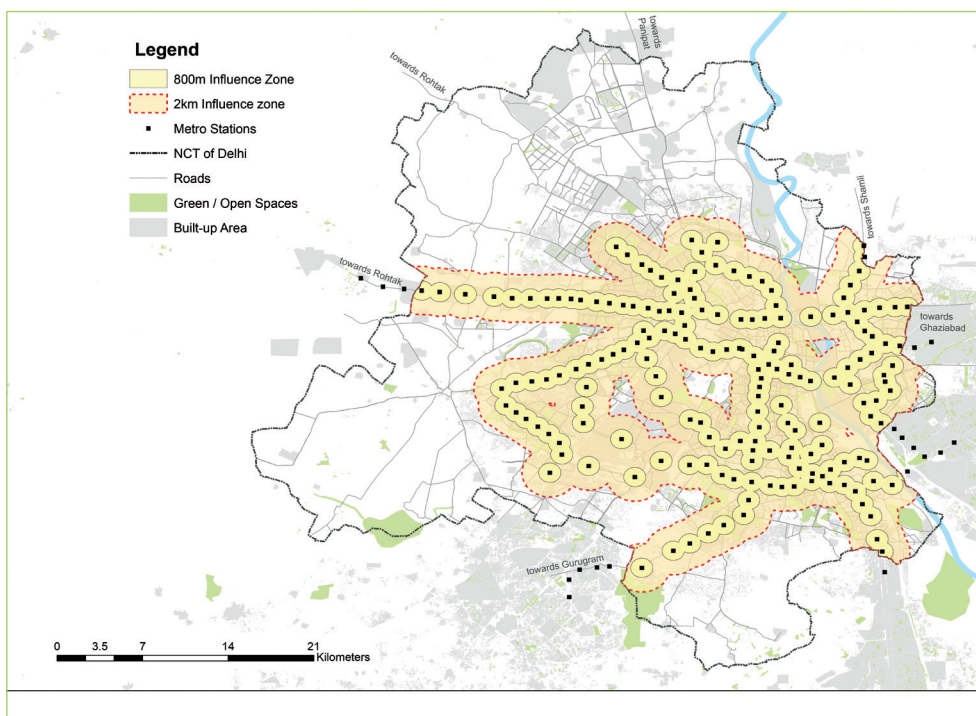 Legend
800m Influence Zone
2km Influence zone
Metro Stations
NCT of Delhi
Roads
Green / Open Spaces
Built-up Area
towards
Panipat
towards Rohtak
towards Shamli
towards Rohtak
towards
Ghaziabad
towards Gurugram
0 3.5 7 14 21
Kilometers